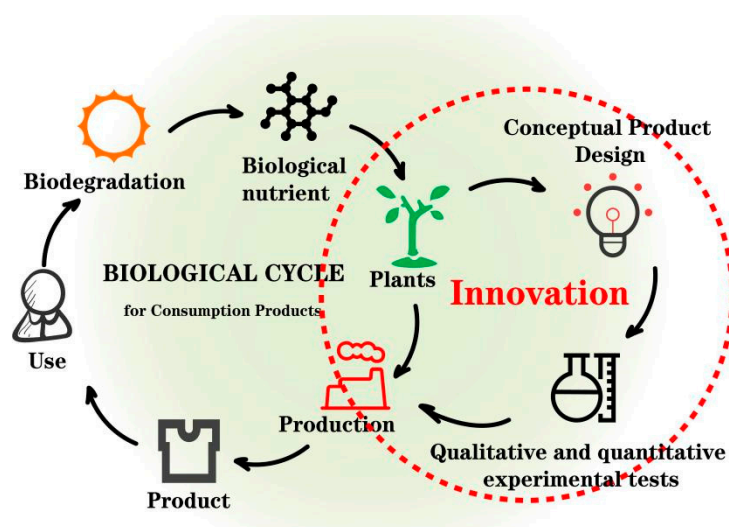 Conceptual Product
Design
Biodegradation
Biological
nutrient
BIOLOGICAL CYCLE
for Consumption Products
Plants
Innovation
Use
Production
Qualitative and quantitative
experimental tests
Product